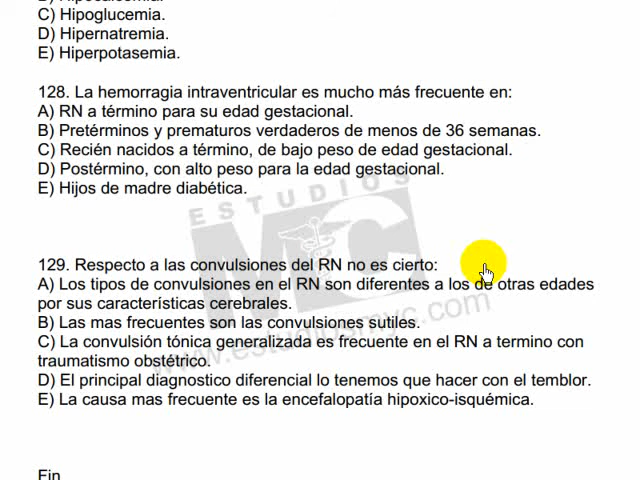 C) Hipoglucemia.
D) Hipernatremia.
E) Hiperpotasemia.
128. La hemorragia intraventricular es mucho más frecuente en:
A) RN a término para su edad gestacional.
B) Pretérminos y prematuros verdaderos de menos de 36 semanas.
C) Recién nacidos a término, de bajo peso de edad gestacional.
D) Postérmino, con alto peso para la edad gestacional.
E) Hijos de madre diabética.
ESTUDIOS
MC
129. Respecto a las convulsiones del RN no es cierto:
A) Los tipos de convulsiones en el RN son diferentes a los de otras edades
por sus características cerebrales.
B) Las mas frecuentes son las convulsiones sutiles.
C) La convulsión tónica generalizada es frecuente en el RN a termino con
traumatismo obstétrico.
www.estudiosmyc.com
D) El principal diagnostico diferencial lo tenemos que hacer con el temblor.
E) La causa mas frecuente es la encefalopatía hipoxico-isquémica.
Fin